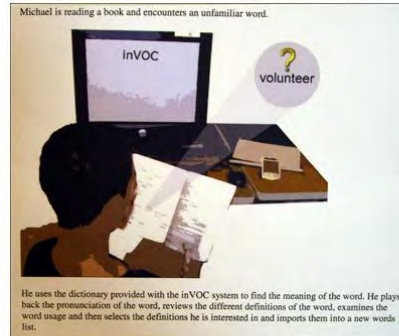 Michael is reading a book and encounters an unfamiliar word.
inVOC
?
volunteer
He uses the dictionary provided with the inVOC system to find the meaning of the word. He plays
back the pronunciation of the word, reviews the different definitions of the word, examines the
word usage and then selects the definitions he is interested in and imports them into a new words
list.